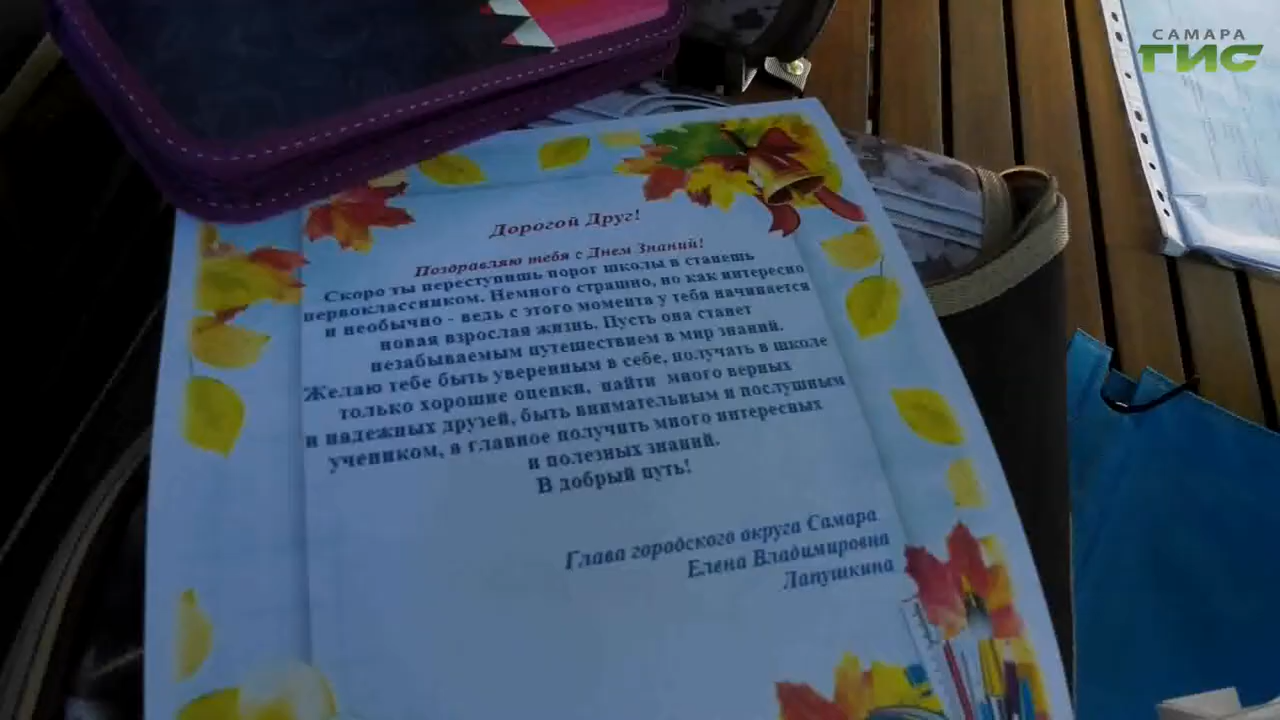 САМАРА
ГИС
Дорогой Друг!
Поздравляю тебя с Днем Знаний!
Скоро ты переступишь порог школы и станешь
первоклассником. Немного страшно, но как интересно
и необычно - ведь с этого момента у тебя начинается
новая взрослая жизнь. Пусть она станет
незабываемым путешествием в мир знаний.
Желаю тебе быть уверенным в себе, получать в школе
только хорошие оценки, найти много верных
и надежных друзей, быть внимательным и послушным
учеником, а главное получить много интересных
и полезных знаний.
В добрый путь!
Глава городского округа Самара
Елена Владимировна
Лапушкина